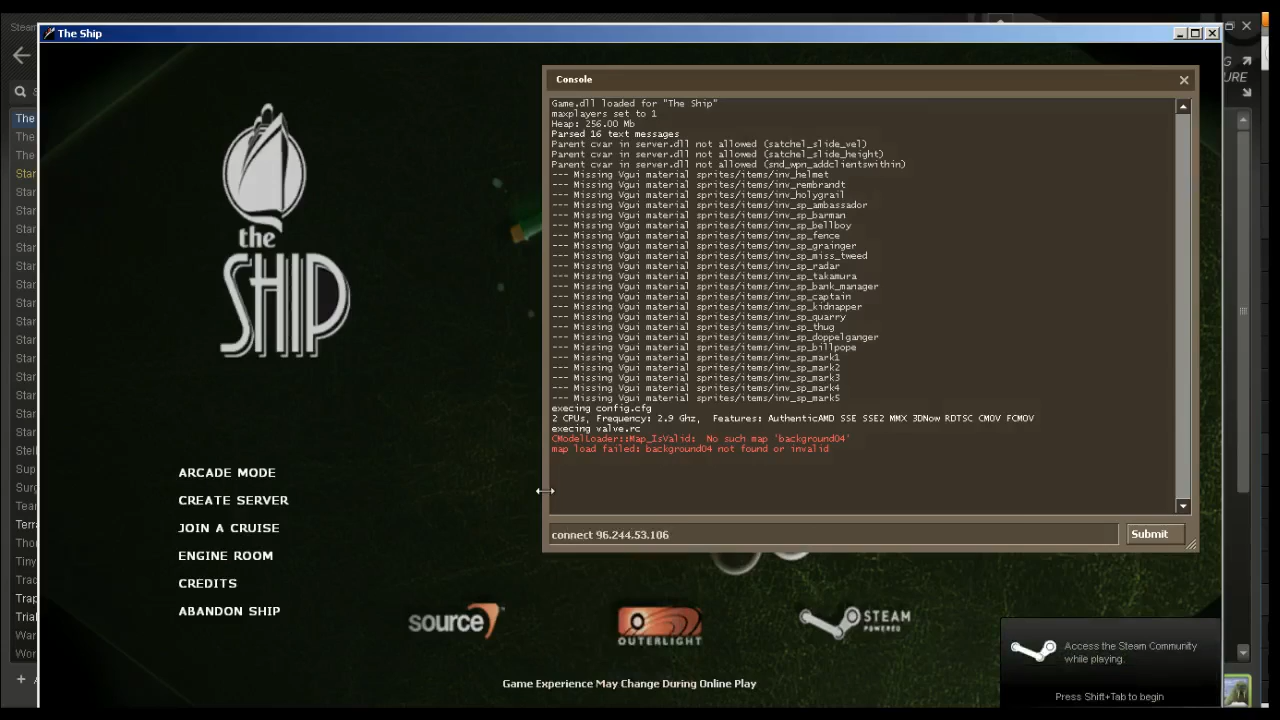 Steam
The Ship
Console
Game.dll loaded for "The Ship"
maxplayers set to 1
Heap: 256.00 Mb
Parsed 16 text messages
Parent cvar in server.dll not allowed (satchel_slide_vel)
Parent cvar in server.dll not allowed (satchel_slide_height)
Parent cvar in server.dll not allowed (snd_wpn_addclientswithin)
--- Missing Vgui material sprites/items/inv_helmet
--- Missing Vgui material sprites/items/inv_rembrandt
--- Missing Vgui material sprites/items/inv_holygrail
--- Missing Vgui material sprites/items/inv_sp_ambassador
--- Missing Vgui material sprites/items/inv_sp_barman
--- Missing Vgui material sprites/items/inv_sp_bellboy
--- Missing Vgui material sprites/items/inv_sp_fence
--- Missing Vgui material sprites/items/inv_sp_grainger
--- Missing Vgui material sprites/items/inv_sp_miss_tweed
--- Missing Vgui material sprites/items/inv_sp_radar
--- Missing Vgui material sprites/items/inv_sp_takamura
--- Missing Vgui material sprites/items/inv_sp_bank_manager
--- Missing Vgui material sprites/items/inv_sp_captain
--- Missing Vgui material sprites/items/inv_sp_kidnapper
--- Missing Vgui material sprites/items/inv_sp_quarry
--- Missing Vgui material sprites/items/inv_sp_thug
--- Missing Vgui material sprites/items/inv_sp_doppelganger
--- Missing Vgui material sprites/items/inv_sp_billpope
--- Missing Vgui material sprites/items/inv_sp_mark1
--- Missing Vgui material sprites/items/inv_sp_mark2
--- Missing Vgui material sprites/items/inv_sp_mark3
--- Missing Vgui material sprites/items/inv_sp_mark4
--- Missing Vgui material sprites/items/inv_sp_mark5
execing config.cfg
2 CPUs, Frequency: 2.9 Ghz,  Features: AuthenticAMD SSE SSE2 MMX 3DNow RDTSC CMOV FCMOV
execing valve.rc
CModelLoader::Map_IsValid:  No such map 'background04'
map load failed: background04 not found or invalid
connect 96.244.53.106
Submit
the
SHIP
ARCADE MODE
CREATE SERVER
JOIN A CRUISE
ENGINE ROOM
CREDITS
ABANDON SHIP
source
OUTERLIGHT
STEAM
POWERED
Game Experience May Change During Online Play
Access the Steam Community
while playing.
Press Shift+Tab to begin